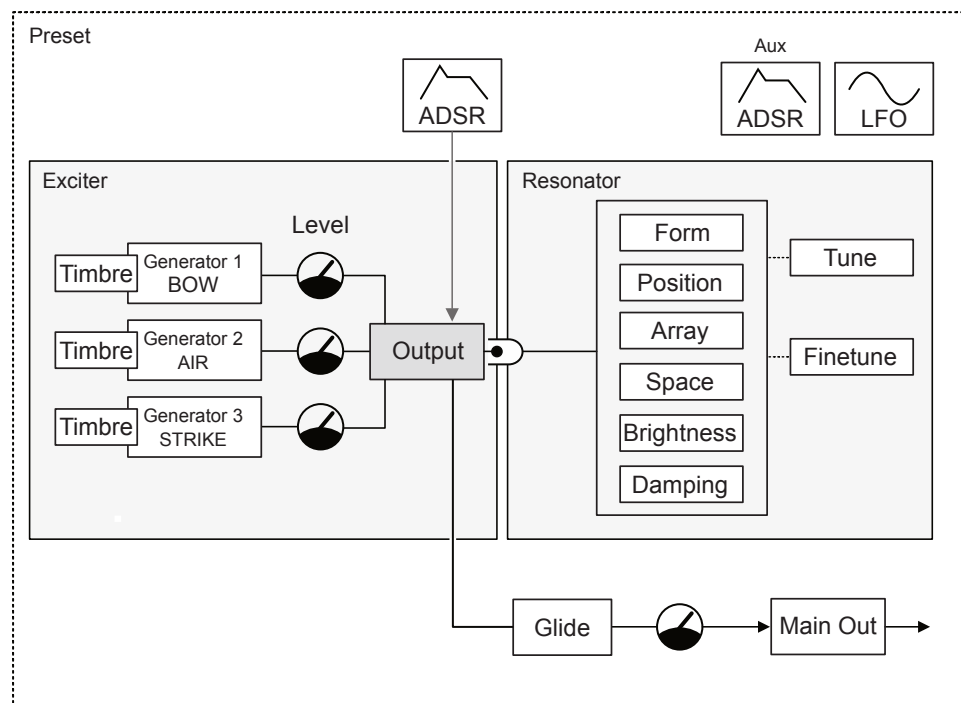 Preset
Aux
ADSR
ADSR
LFO
Exciter
Resonator
Level
Timbre
Generator 1
BOW
Timbre
Generator 2
AIR
Timbre
Generator 3
STRIKE
Output
Form
Position
Array
Space
Brightness
Damping
Tune
Finetune
Glide
Main Out